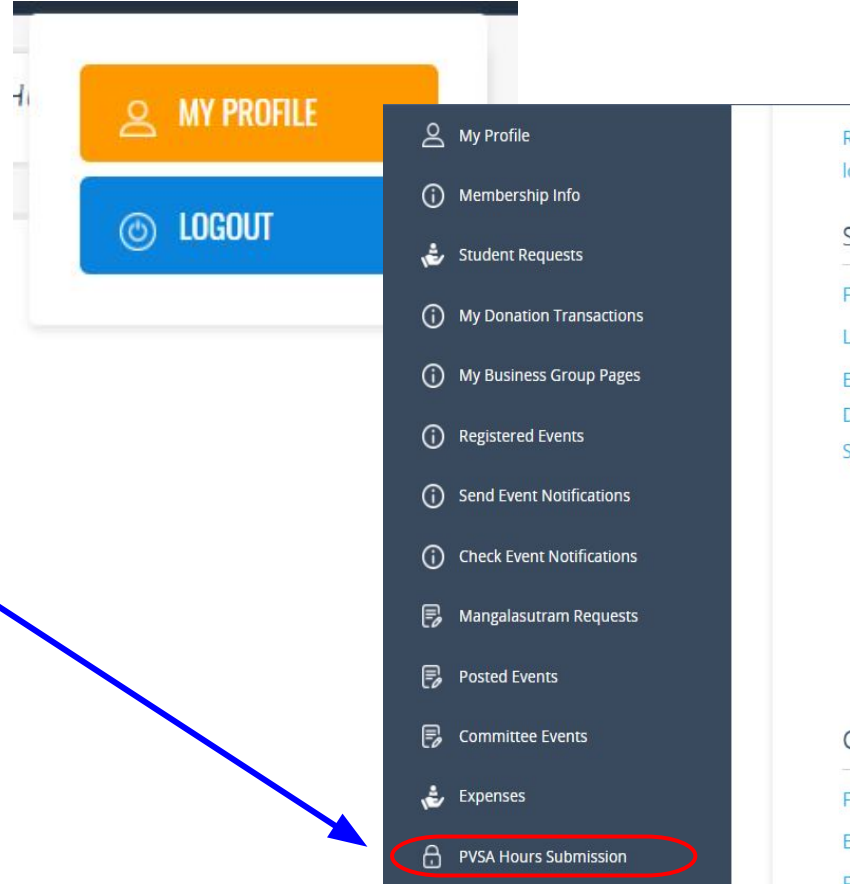 MY PROFILE
LOGOUT
My Profile
Membership Info
Student Requests
My Donation Transactions
My Business Group Pages
Registered Events
Send Event Notifications
Check Event Notifications
Mangalasutram Requests
Posted Events
Committee Events
Expenses
PVSA Hours Submission